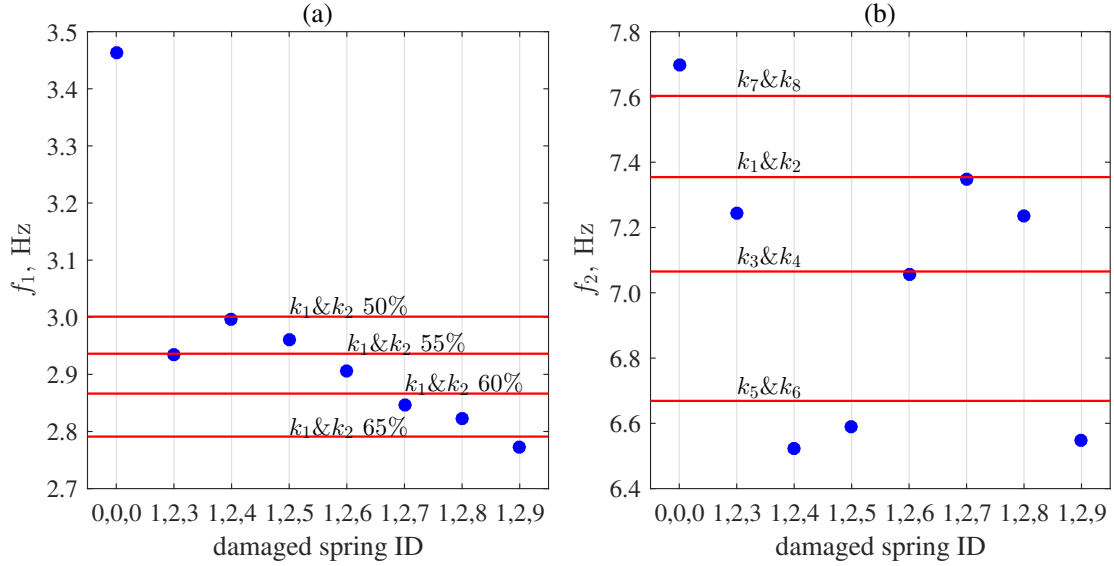 (a)
3.5
3.4
3.3
3.2
3.1
3.0
2.9
2.8
2.7
f₁, Hz
k₁&k₂ 50%
k₁&k₂ 55%
k₁&k₂ 60%
k₁&k₂ 65%
0,0,0 1,2,3 1,2,4 1,2,5 1,2,6 1,2,7 1,2,8 1,2,9
damaged spring ID
(b)
7.8
7.6
7.4
7.2
7.0
6.8
6.6
6.4
f₂, Hz
k₇&k₈
k₁&k₂
k₃&k₄
k₅&k₆
0,0,0 1,2,3 1,2,4 1,2,5 1,2,6 1,2,7 1,2,8 1,2,9
damaged spring ID